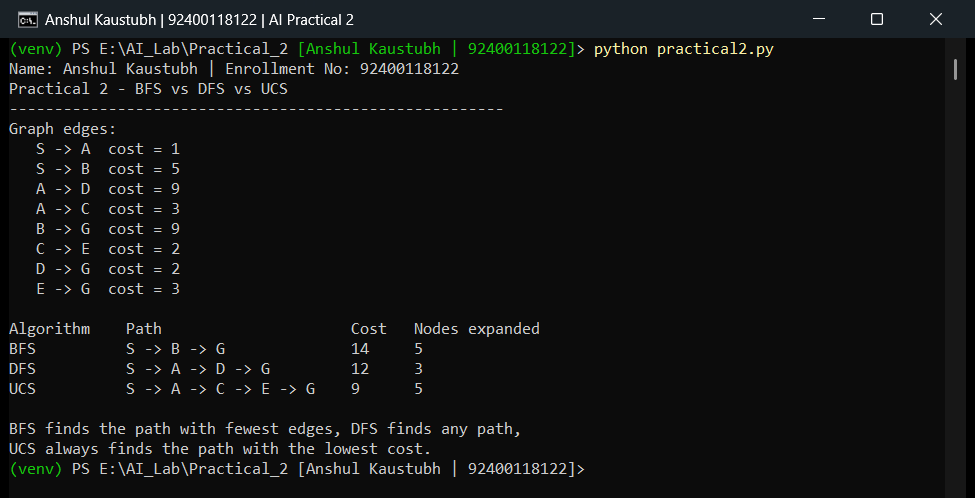 Anshul Kaustubh | 92400118122 | AI Practical 2
(venv) PS E:\AI_Lab\Practical_2 [Anshul Kaustubh | 92400118122]> python practical2.py
Name: Anshul Kaustubh | Enrollment No: 92400118122
Practical 2 - BFS vs DFS vs UCS
-------------------------------------------------------
Graph edges:
   S -> A  cost = 1
   S -> B  cost = 5
   A -> D  cost = 9
   A -> C  cost = 3
   B -> G  cost = 9
   C -> E  cost = 2
   D -> G  cost = 2
   E -> G  cost = 3
Algorithm    Path                     Cost   Nodes expanded
BFS          S -> B -> G              14     5
DFS          S -> A -> D -> G         12     3
UCS          S -> A -> C -> E -> G    9      5
BFS finds the path with fewest edges, DFS finds any path,
UCS always finds the path with the lowest cost.
(venv) PS E:\AI_Lab\Practical_2 [Anshul Kaustubh | 92400118122]>